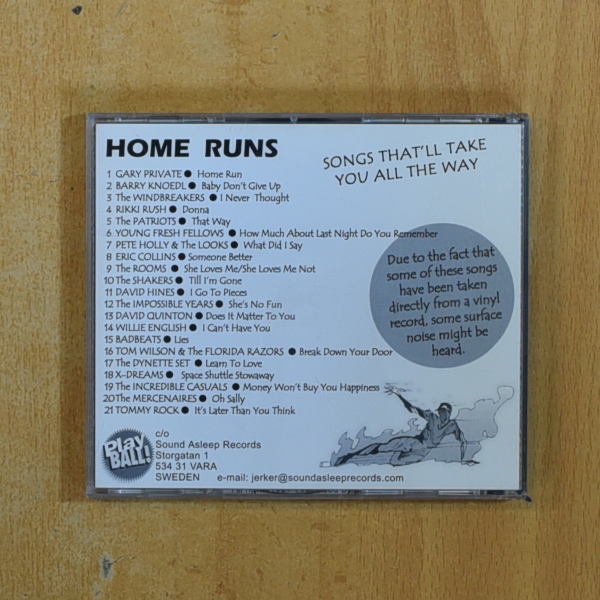 HOME RUNS
SONGS THAT'LL TAKE
YOU ALL THE WAY
1 GARY PRIVATE ● Home Run
2 BARRY KNOEDL ● Baby Don't Give Up
3 The WINDBREAKERS ● I Never Thought
4 RIKKI RUSH ● Donna
5 The PATRIOTS ● That Way
6 YOUNG FRESH FELLOWS ● How Much About Last Night Do You Remember
7 PETE HOLLY & The LOOKS ● What Did I Say
8 ERIC COLLINS ● Someone Better
9 The ROOMS ● She Loves Me/She Loves Me Not
10 The SHAKERS ● Till I'm Gone
11 DAVID HINES ● I Go To Pieces
12 The IMPOSSIBLE YEARS ● She's No Fun
13 DAVID QUINTON ● Does It Matter To You
14 WILLIE ENGLISH ● I Can't Have You
15 BADBEATS ● Lies
16 TOM WILSON & The FLORIDA RAZORS ● Break Down Your Door
17 The DYNETTE SET ● Learn To Love
18 X-DREAMS ● Space Shuttle Stowaway
19 The INCREDIBLE CASUALS ● Money Won't Buy You Happiness
20 The MERCENAIRES ● Oh Sally
21 TOMMY ROCK ● It's Later Than You Think
Due to the fact that
some of these songs
have been taken
directly from a vinyl
record, some surface
noise might be
heard.
Play
BALL!
c/o
Sound Asleep Records
Storgatan 1
534 31 VARA
SWEDEN e-mail: jerker@soundasleeprecords.com